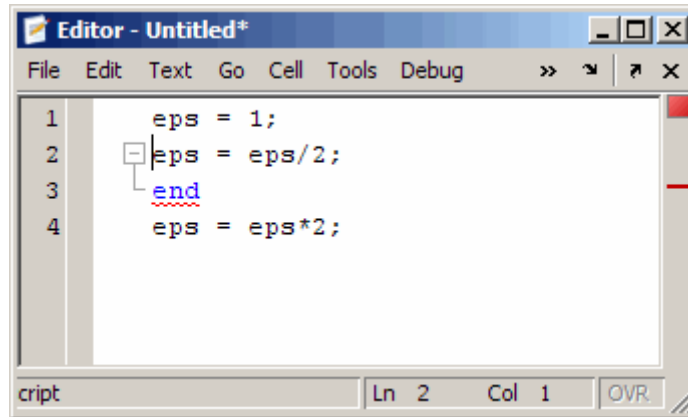 Editor - Untitled*
File Edit Text Go Cell Tools Debug »
1 eps = 1;
2 eps = eps/2;
3 end
4 eps = eps*2;
cript Ln 2 Col 1 OVR